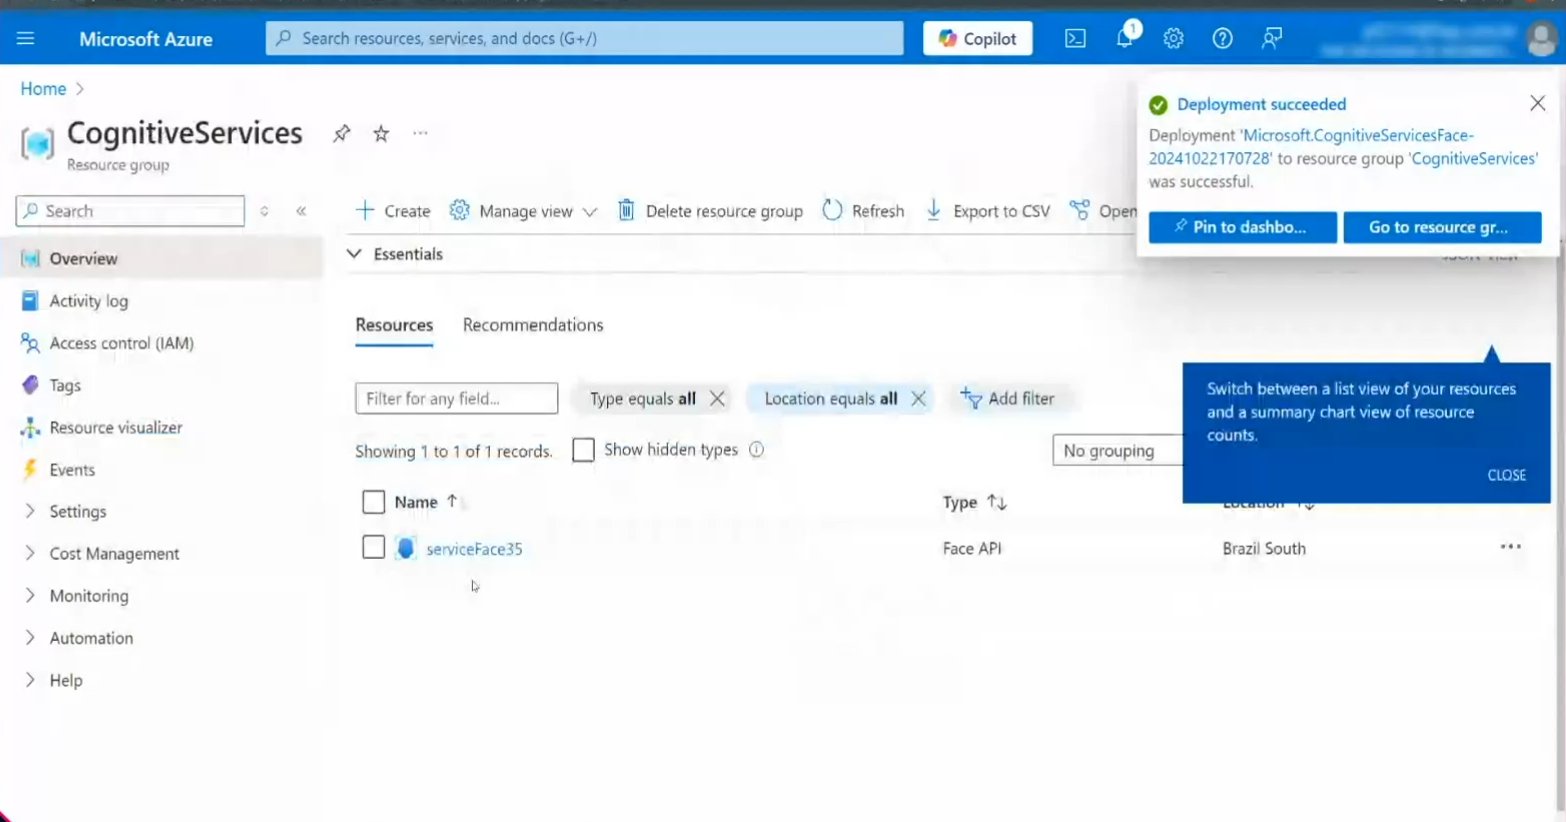 Microsoft Azure
Search resources, services, and docs (G+/)
Copilot
1
Home
CognitiveServices
Resource group
Deployment succeeded
Deployment 'Microsoft.CognitiveServicesFace-
20241022170728' to resource group 'CognitiveServices'
was successful.
Pin to dashbo...
Go to resource gr...
Search
Create
Manage view
Delete resource group
Refresh
Export to CSV
Open
Overview
Activity log
Access control (IAM)
Tags
Resource visualizer
Events
Settings
Cost Management
Monitoring
Automation
Help
Essentials
Resources
Recommendations
Filter for any field...
Type equals all
Location equals all
Add filter
Showing 1 to 1 of 1 records.
Show hidden types
No grouping
Switch between a list view of your resources
and a summary chart view of resource
counts.
CLOSE
Name
Type
Location
serviceFace35
Face API
Brazil South